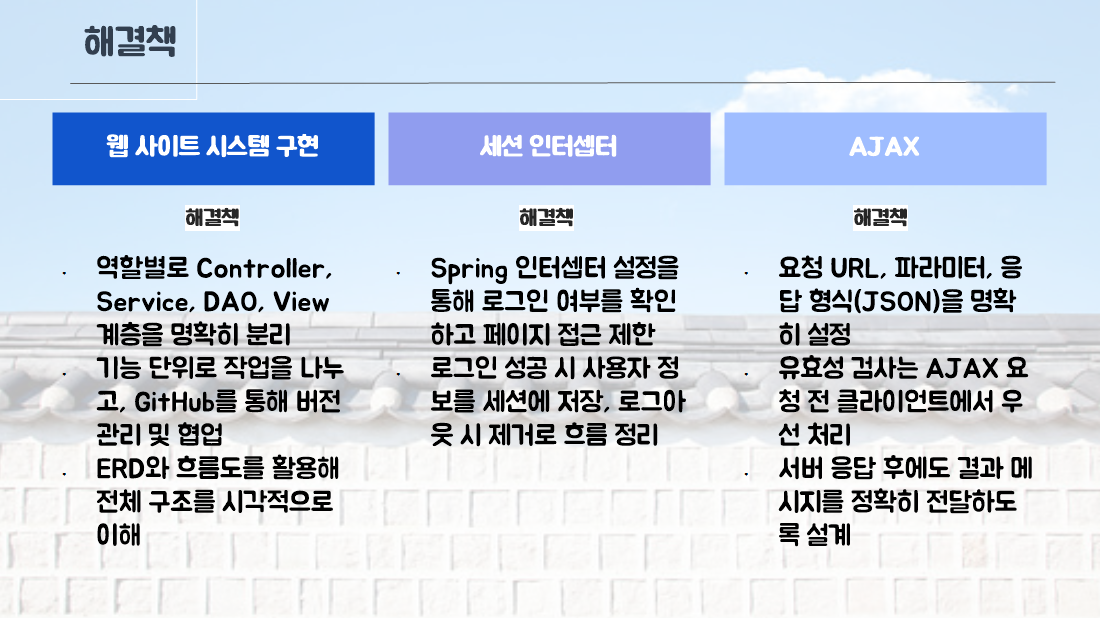 해결책
웹 사이트 시스템 구현
세션 인터셉터
AJAX
해결책
· 역할별로 Controller,
Service, DAO, View
계층을 명확히 분리
· 기능 단위로 작업을 나누
고, GitHub를 통해 버전
관리 및 협업
· ERD와 흐름도를 활용해
전체 구조를 시각적으로
이해
해결책
· Spring 인터셉터 설정을
통해 로그인 여부를 확인
하고 페이지 접근 제한
· 로그인 성공 시 사용자 정
보를 세션에 저장, 로그아
웃 시 제거로 흐름 정리
해결책
· 요청 URL, 파라미터, 응
답 형식(JSON)을 명확
히 설정
· 유효성 검사는 AJAX 요
청 전 클라이언트에서 우
선 처리
· 서버 응답 후에도 결과 메
시지를 정확히 전달하도
록 설계